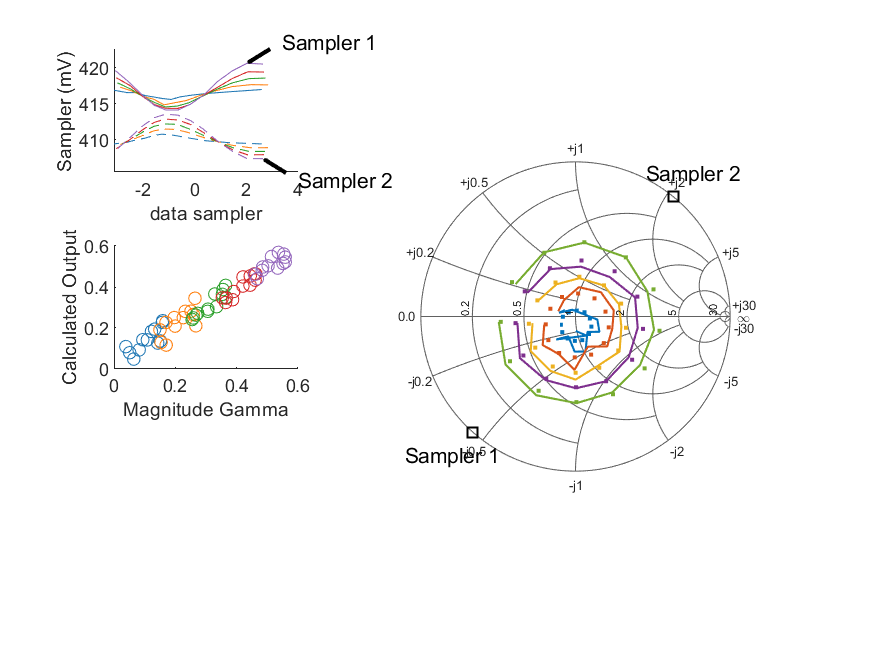 Sampler 1
420
415
410
Sampler (mV)
-2
0
2
4
data sampler
Sampler 2
0.6
0.4
0.2
0
Calculated Output
0
0.2
0.4
0.6
Magnitude Gamma
+j1
Sampler 2
+j0.5
+j2
+j0.2
+j5
0.0
0.2
0.5
1
2
5
30
+j30
∞
-j30
-j0.2
-j5
Sampler 1
-j0.5
-j2
-j1